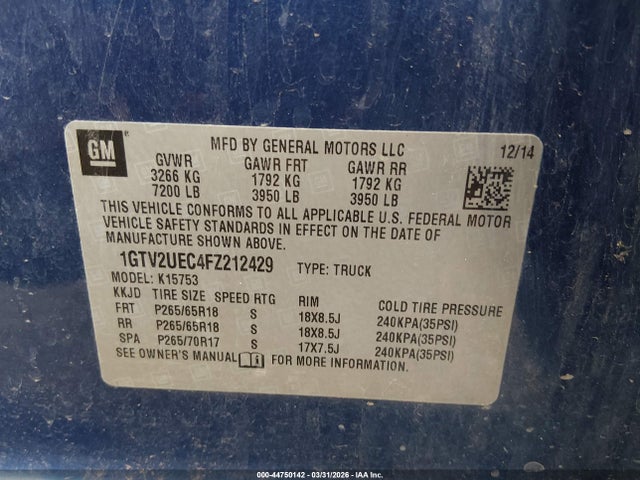 GM
MFD BY GENERAL MOTORS LLC 12/14
GVWR GAWR FRT GAWR RR
3266 KG 1792 KG 1792 KG
7200 LB 3950 LB 3950 LB
THIS VEHICLE CONFORMS TO ALL APPLICABLE U.S. FEDERAL MOTOR
VEHICLE SAFETY STANDARDS IN EFFECT ON THE DATE OF
MANUFACTURE SHOWN ABOVE.
1GTV2UEC4FZ212429 TYPE: TRUCK
MODEL: K15753
KKJD TIRE SIZE SPEED RTG RIM COLD TIRE PRESSURE
FRT P265/65R18 S 18X8.5J 240KPA(35PSI)
RR P265/65R18 S 18X8.5J 240KPA(35PSI)
SPA P265/70R17 S 17X7.5J 240KPA(35PSI)
SEE OWNER'S MANUAL FOR MORE INFORMATION.
000-44750142 - 03/31/2026 - IAA Inc.